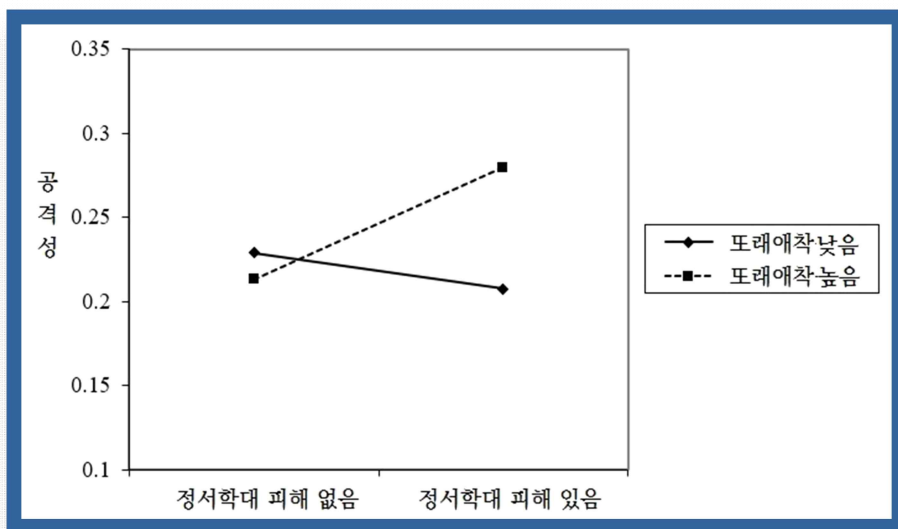 0.35
0.3
0.25
0.2
0.15
0.1
공격성
정서학대 피해 없음
정서학대 피해 있음
또래애착낮음
또래애착높음